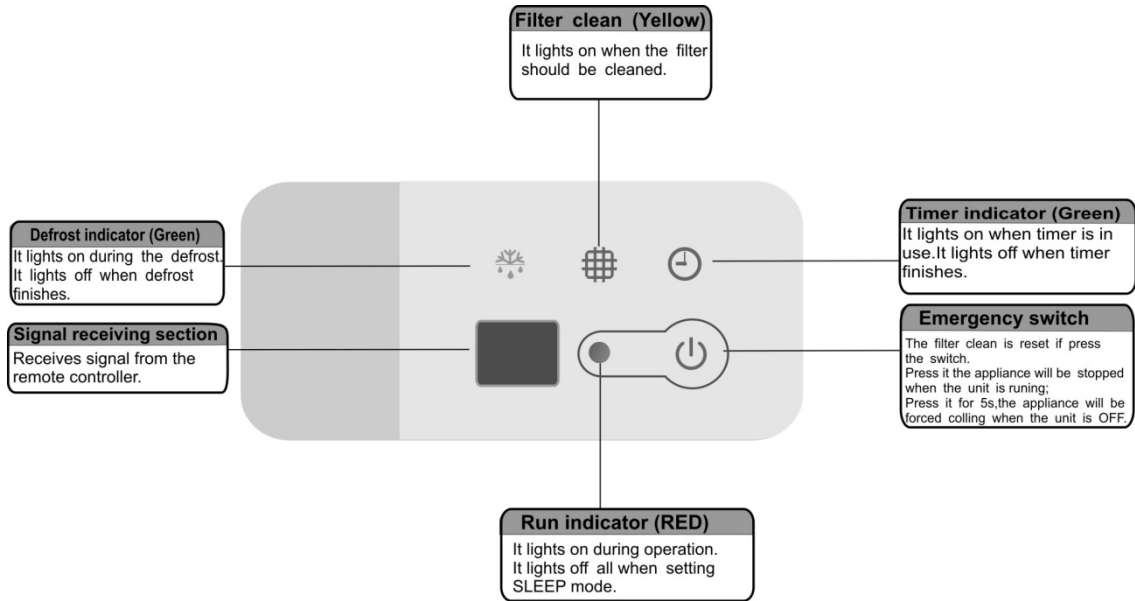 Filter clean (Yellow)
It lights on when the filter
should be cleaned.
Defrost indicator (Green)
It lights on during the defrost.
It lights off when defrost
finishes.
Signal receiving section
Receives signal from the
remote controller.
Timer indicator (Green)
It lights on when timer is in
use.It lights off when timer
finishes.
Emergency switch
The filter clean is reset if press
the switch.
Press it the appliance will be stopped
when the unit is runing;
Press it for 5s,the appliance will be
forced colling when the unit is OFF.
Run indicator (RED)
It lights on during operation.
It lights off all when setting
SLEEP mode.